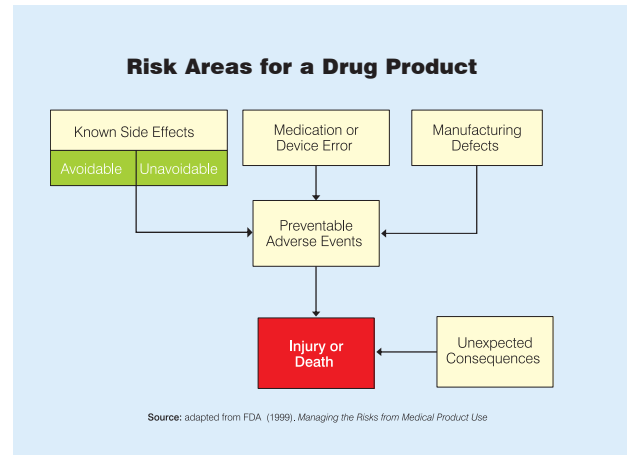 Risk Areas for a Drug Product
Known Side Effects
Avoidable
Unavoidable
Medication or
Device Error
Manufacturing
Defects
Preventable
Adverse Events
Injury or
Death
Unexpected
Consequences
Source: adapted from FDA (1999), Managing the Risks from Medical Product Use